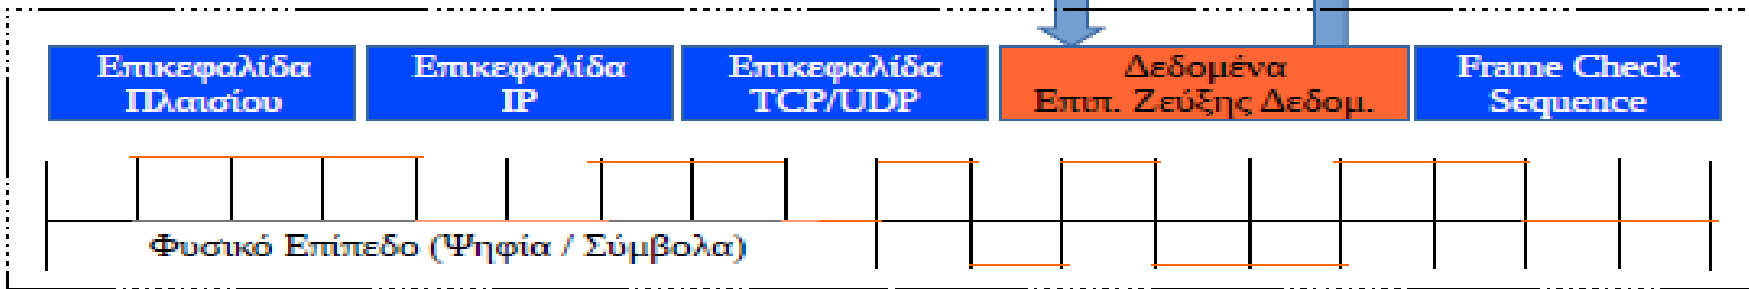 Επικεφαλίδα
Πλαισίου
Επικεφαλίδα
IP
Επικεφαλίδα
TCP/UDP
Δεδομένα
Επιπ. Ζεύξης Δεδομ.
Frame Check
Sequence
Φυσικό Επίπεδο (Ψηφία / Σύμβολα)